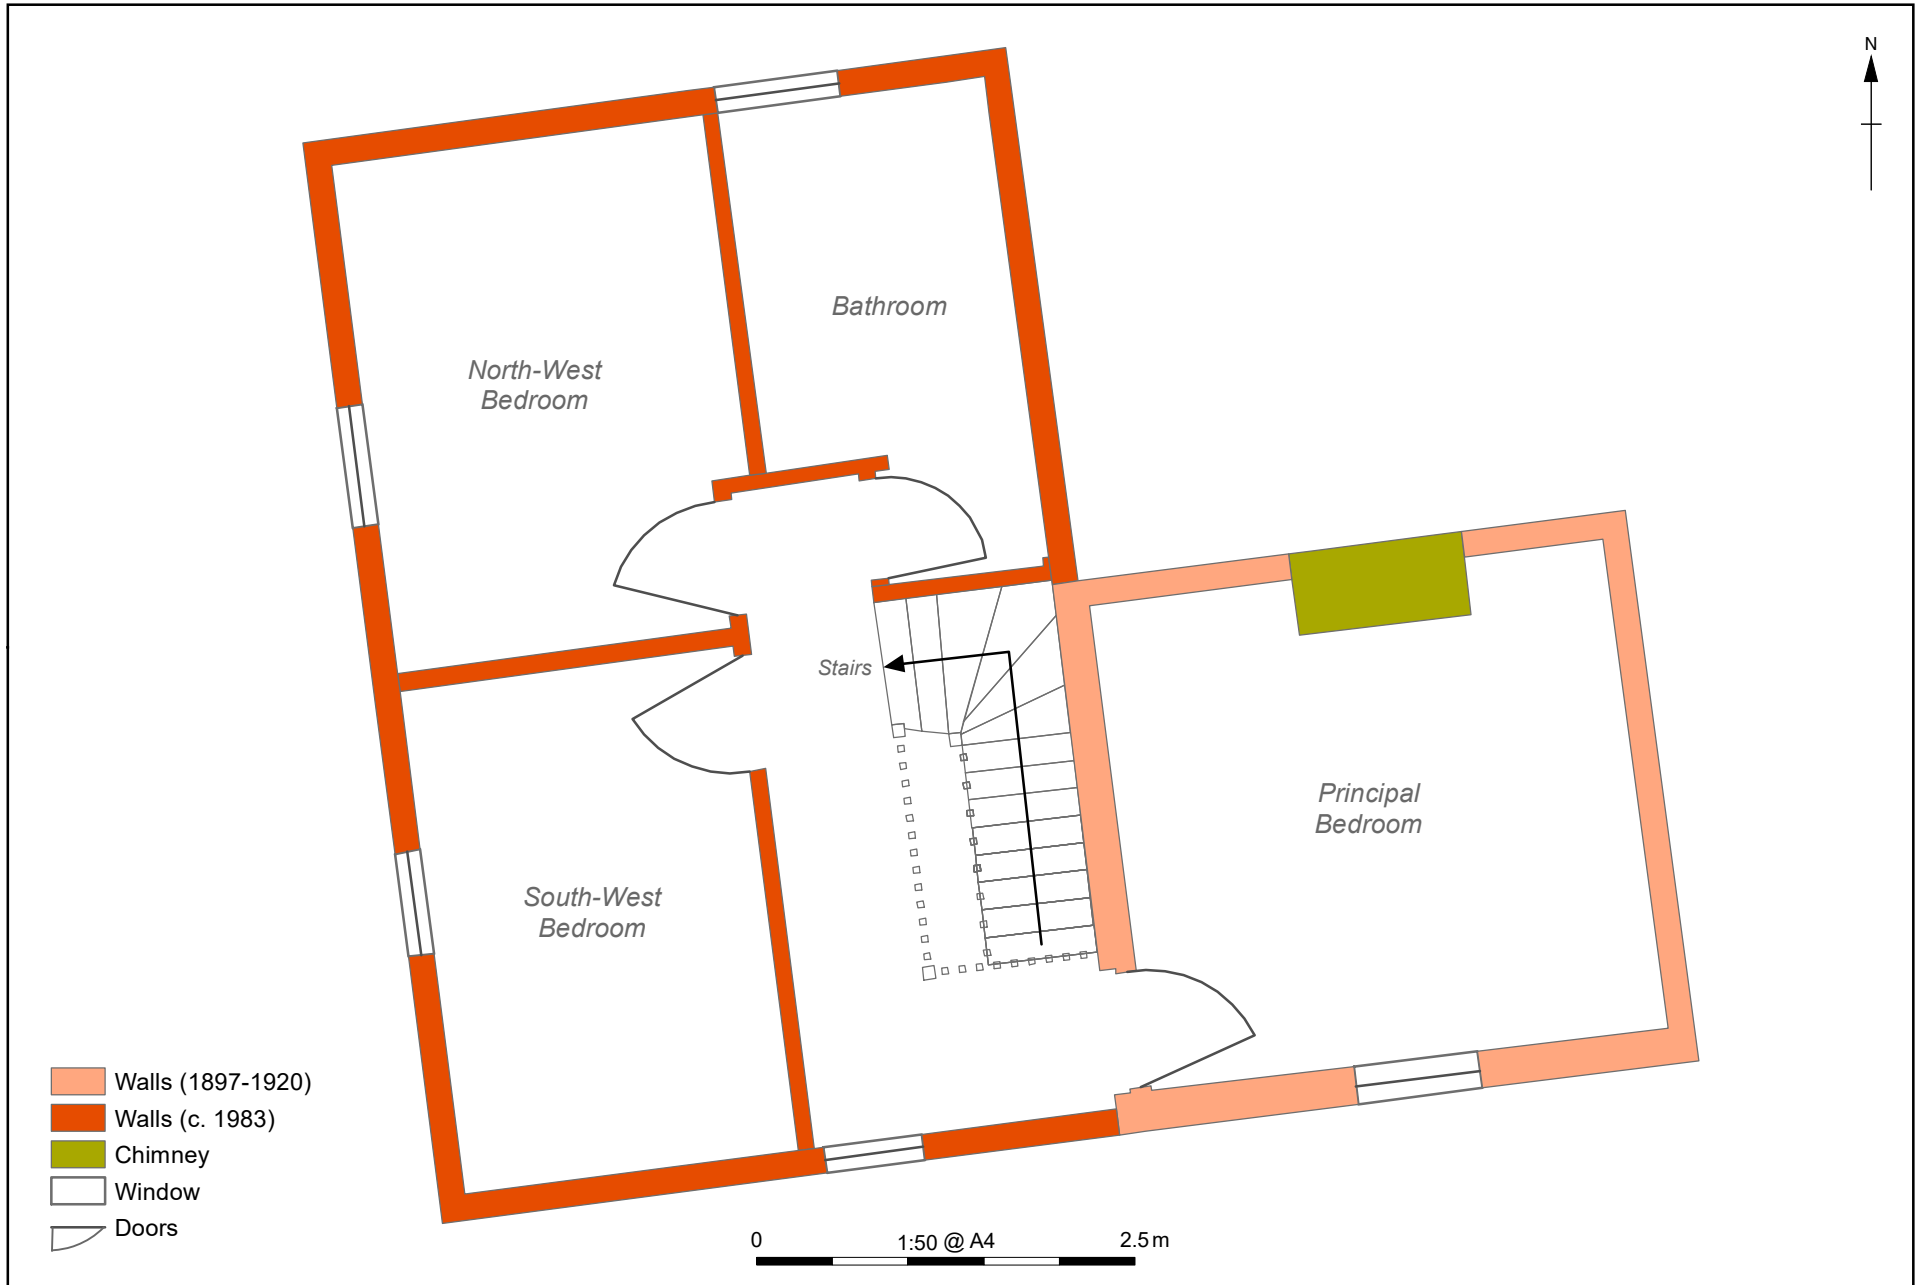 N
Bathroom
North-West
Bedroom
Stairs
Principal
Bedroom
South-West
Bedroom
Walls (1897-1920)
Walls (c. 1983)
Chimney
Window
Doors
0 1:50 @ A4 2.5 m